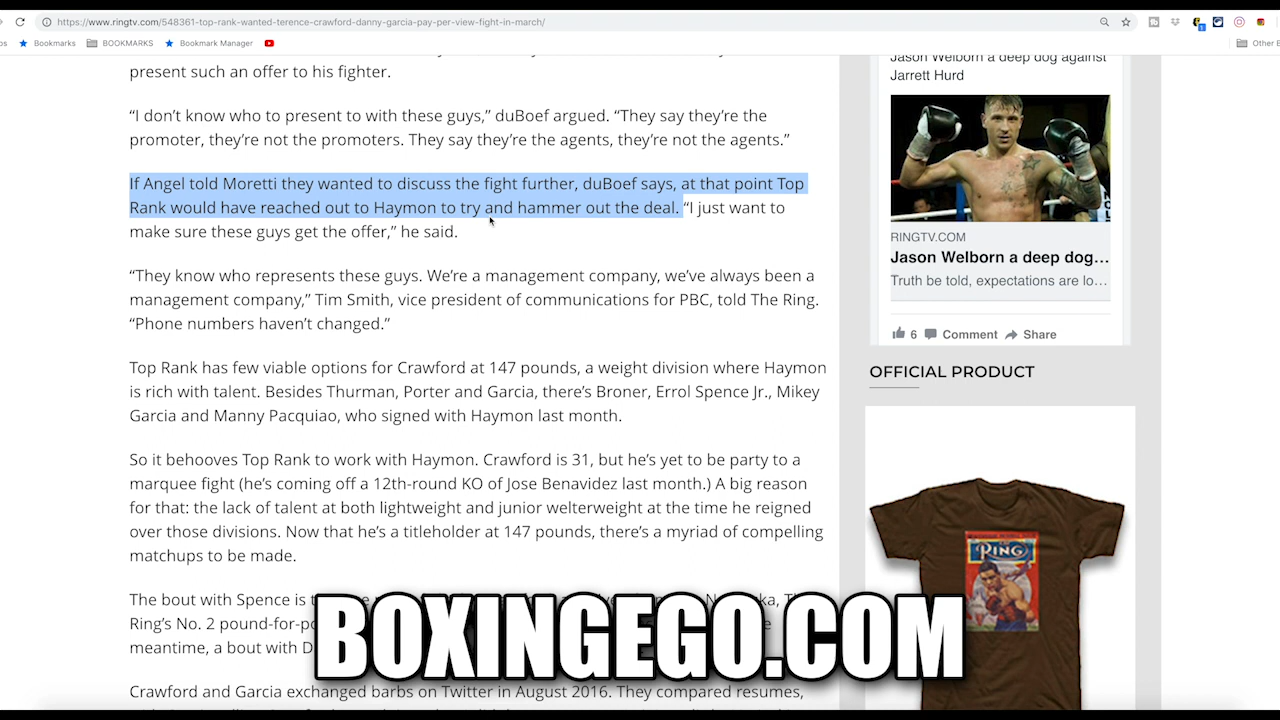 https://www.ringtv.com/548361-top-rank-wanted-terence-crawford-danny-garcia-pay-per-view-fight-in-march/
Bookmarks
BOOKMARKS
Bookmark Manager
Other
present such an offer to his fighter.
“I don’t know who to present to with these guys,” duBoef argued. “They say they’re the
promoter, they’re not the promoters. They say they’re the agents, they’re not the agents.”
If Angel told Moretti they wanted to discuss the fight further, duBoef says, at that point Top
Rank would have reached out to Haymon to try and hammer out the deal. “I just want to
make sure these guys get the offer,” he said.
“They know who represents these guys. We’re a management company, we’ve always been a
management company,” Tim Smith, vice president of communications for PBC, told The Ring.
“Phone numbers haven’t changed.“
Top Rank has few viable options for Crawford at 147 pounds, a weight division where Haymon
is rich with talent. Besides Thurman, Porter and Garcia, there’s Broner, Errol Spence Jr., Mikey
Garcia and Manny Pacquiao, who signed with Haymon last month.
So it behooves Top Rank to work with Haymon. Crawford is 31, but he’s yet to be party to a
marquee fight (he’s coming off a 12th-round KO of Jose Benavidez last month.) A big reason
for that: the lack of talent at both lightweight and junior welterweight at the time he reigned
over those divisions. Now that he’s a titleholder at 147 pounds, there’s a myriad of compelling
matchups to be made.
The bout with Spence is
Ring’s No. 2
meantime, a bout with
Crawford and Garcia exchanged barbs on Twitter in August 2016. They compared resumes,
Jason Welborn a deep dog against
Jarrett Hurd
RINGTV.COM
Jason Welborn a deep dog...
Truth be told, expectations are lo...
6 Comment Share
OFFICIAL PRODUCT
RING
BOXINGEGO.COM